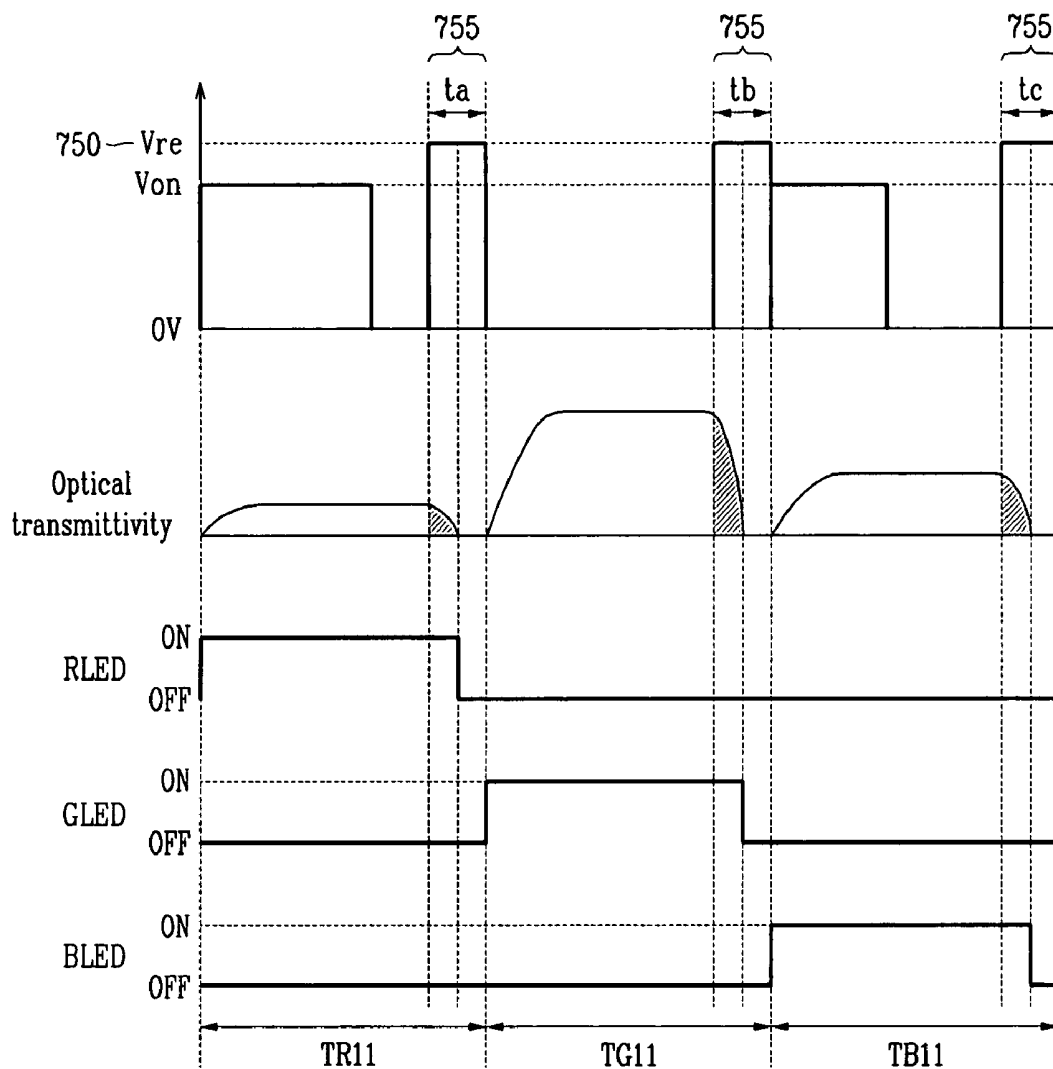 755 755 755
ta tb tc
750 Vre
Von
0V
Optical
transmittivity
ON
RLED
OFF
ON
GLED
OFF
ON
BLED
OFF
TR11 TG11 TB11